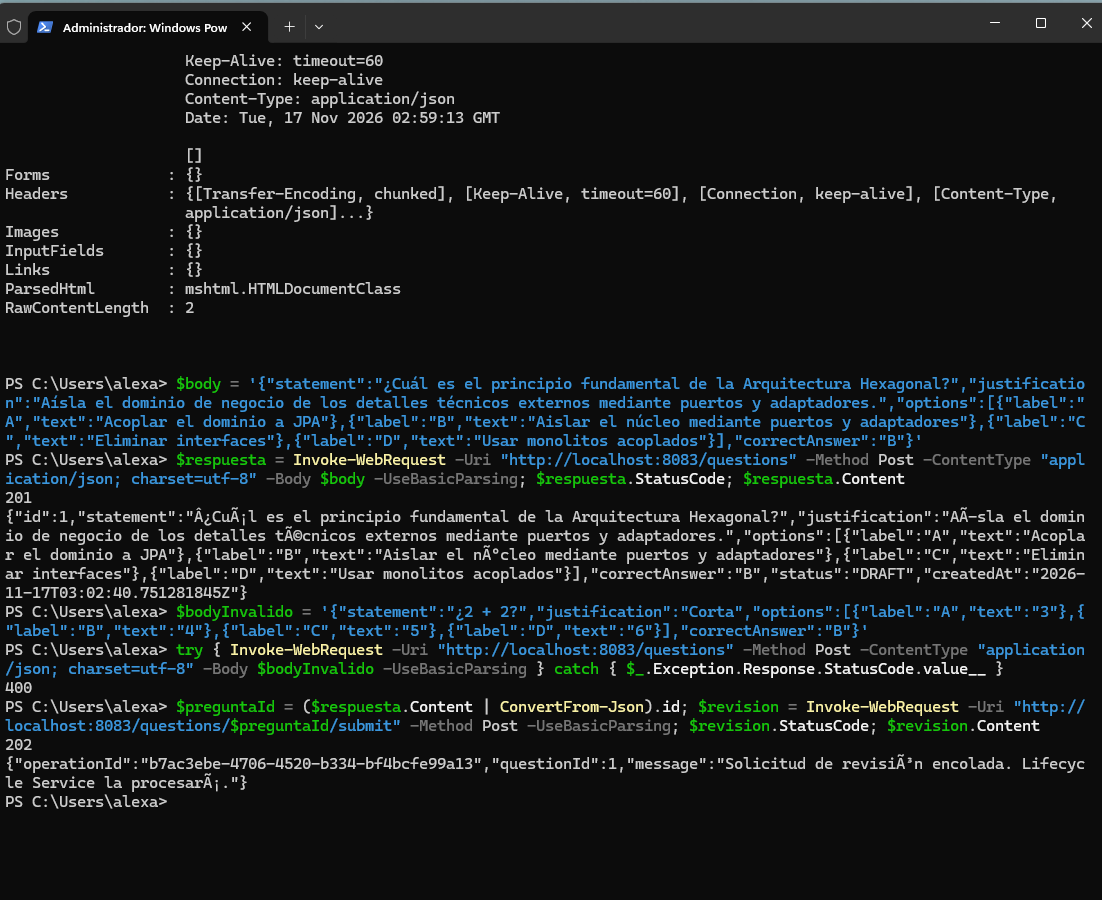 Administrador: Windows Pow
Keep-Alive: timeout=60
Connection: keep-alive
Content-Type: application/json
Date: Tue, 17 Nov 2026 02:59:13 GMT
[]
Forms : {}
Headers : {[Transfer-Encoding, chunked], [Keep-Alive, timeout=60], [Connection, keep-alive], [Content-Type,
application/json]...}
Images : {}
InputFields : {}
Links : {}
ParsedHtml : mshtml.HTMLDocumentClass
RawContentLength : 2
PS C:\Users\alexa> $body = '{"statement":"¿Cuál es el principio fundamental de la Arquitectura Hexagonal?","justificatio
n":"Aísla el dominio de negocio de los detalles técnicos externos mediante puertos y adaptadores.","options":[{"label":"
A","text":"Acoplar el dominio a JPA"},{"label":"B","text":"Aislar el núcleo mediante puertos y adaptadores"},{"label":"C
","text":"Eliminar interfaces"},{"label":"D","text":"Usar monolitos acoplados"}],"correctAnswer":"B"}'
PS C:\Users\alexa> $respuesta = Invoke-WebRequest -Uri "http://localhost:8083/questions" -Method Post -ContentType "appl
ication/json; charset=utf-8" -Body $body -UseBasicParsing; $respuesta.StatusCode; $respuesta.Content
201
{"id":1,"statement":"Â¿CuÃ¡l es el principio fundamental de la Arquitectura Hexagonal?","justification":"AÃ-sla el domin
io de negocio de los detalles tÃ©cnicos externos mediante puertos y adaptadores.","options":[{"label":"A","text":"Acopla
r el dominio a JPA"},{"label":"B","text":"Aislar el nÃºcleo mediante puertos y adaptadores"},{"label":"C","text":"Elimin
ar interfaces"},{"label":"D","text":"Usar monolitos acoplados"}],"correctAnswer":"B","status":"DRAFT","createdAt":"2026-
11-17T03:02:40.751281845Z"}
PS C:\Users\alexa> $bodyInvalido = '{"statement":"¿2 + 2?","justification":"Corta","options":[{"label":"A","text":"3"},{
"label":"B","text":"4"},{"label":"C","text":"5"},{"label":"D","text":"6"}],"correctAnswer":"B"}'
PS C:\Users\alexa> try { Invoke-WebRequest -Uri "http://localhost:8083/questions" -Method Post -ContentType "application
/json; charset=utf-8" -Body $bodyInvalido -UseBasicParsing } catch { $_.Exception.Response.StatusCode.value__ }
400
PS C:\Users\alexa> $preguntaId = ($respuesta.Content | ConvertFrom-Json).id; $revision = Invoke-WebRequest -Uri "http://
localhost:8083/questions/$preguntaId/submit" -Method Post -UseBasicParsing; $revision.StatusCode; $revision.Content
202
{"operationId":"b7ac3ebe-4706-4520-b334-bf4bcfe99a13","questionId":1,"message":"Solicitud de revisiÃ³n encolada. Lifecyc
le Service la procesarÃ¡."}
PS C:\Users\alexa>